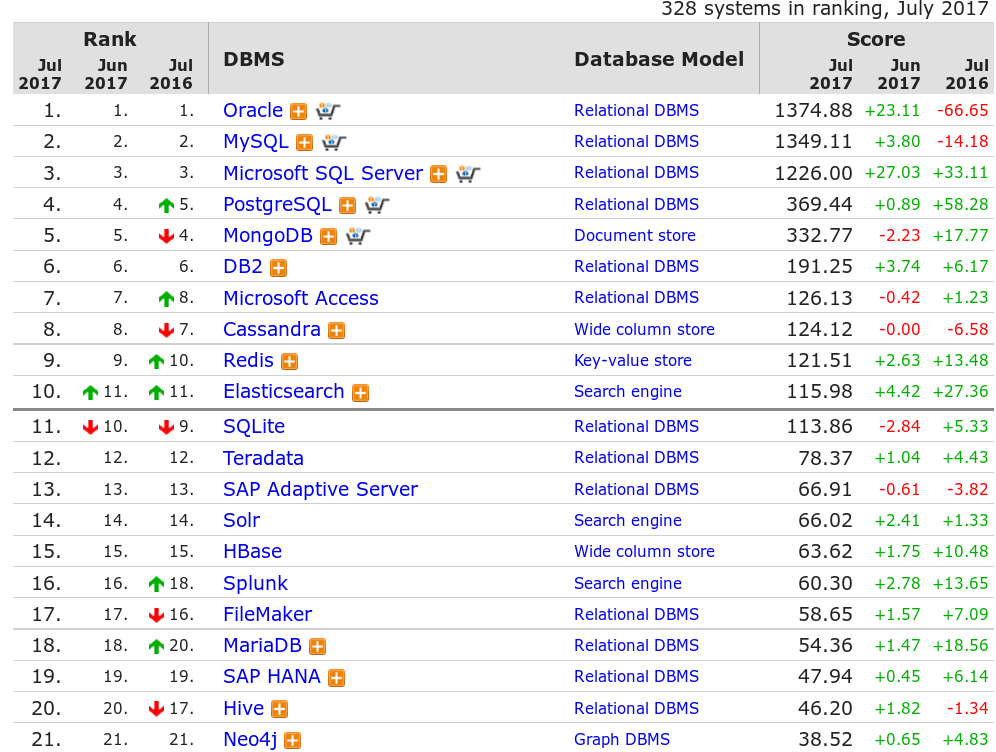 328 systems in ranking, July 2017
Rank Score
DBMS Database Model
Jul Jun Jul Jul Jun Jul
2017 2017 2016 2017 2017 2016
1. 1. 1. Oracle Relational DBMS 1374.88 +23.11 -66.65
2. 2. 2. MySQL Relational DBMS 1349.11 +3.80 -14.18
3. 3. 3. Microsoft SQL Server Relational DBMS 1226.00 +27.03 +33.11
4. 4. 5. PostgreSQL Relational DBMS 369.44 +0.89 +58.28
5. 5. 4. MongoDB Document store 332.77 -2.23 +17.77
6. 6. 6. DB2 Relational DBMS 191.25 +3.74 +6.17
7. 7. 8. Microsoft Access Relational DBMS 126.13 -0.42 +1.23
8. 8. 7. Cassandra Wide column store 124.12 -0.00 -6.58
9. 9. 10. Redis Key-value store 121.51 +2.63 +13.48
10. 11. 11. Elasticsearch Search engine 115.98 +4.42 +27.36
11. 10. 9. SQLite Relational DBMS 113.86 -2.84 +5.33
12. 12. 12. Teradata Relational DBMS 78.37 +1.04 +4.43
13. 13. 13. SAP Adaptive Server Relational DBMS 66.91 -0.61 -3.82
14. 14. 14. Solr Search engine 66.02 +2.41 +1.33
15. 15. 15. HBase Wide column store 63.62 +1.75 +10.48
16. 16. 18. Splunk Search engine 60.30 +2.78 +13.65
17. 17. 16. FileMaker Relational DBMS 58.65 +1.57 +7.09
18. 18. 20. MariaDB Relational DBMS 54.36 +1.47 +18.56
19. 19. 19. SAP HANA Relational DBMS 47.94 +0.45 +6.14
20. 20. 17. Hive Relational DBMS 46.20 +1.82 -1.34
21. 21. 21. Neo4j Graph DBMS 38.52 +0.65 +4.83